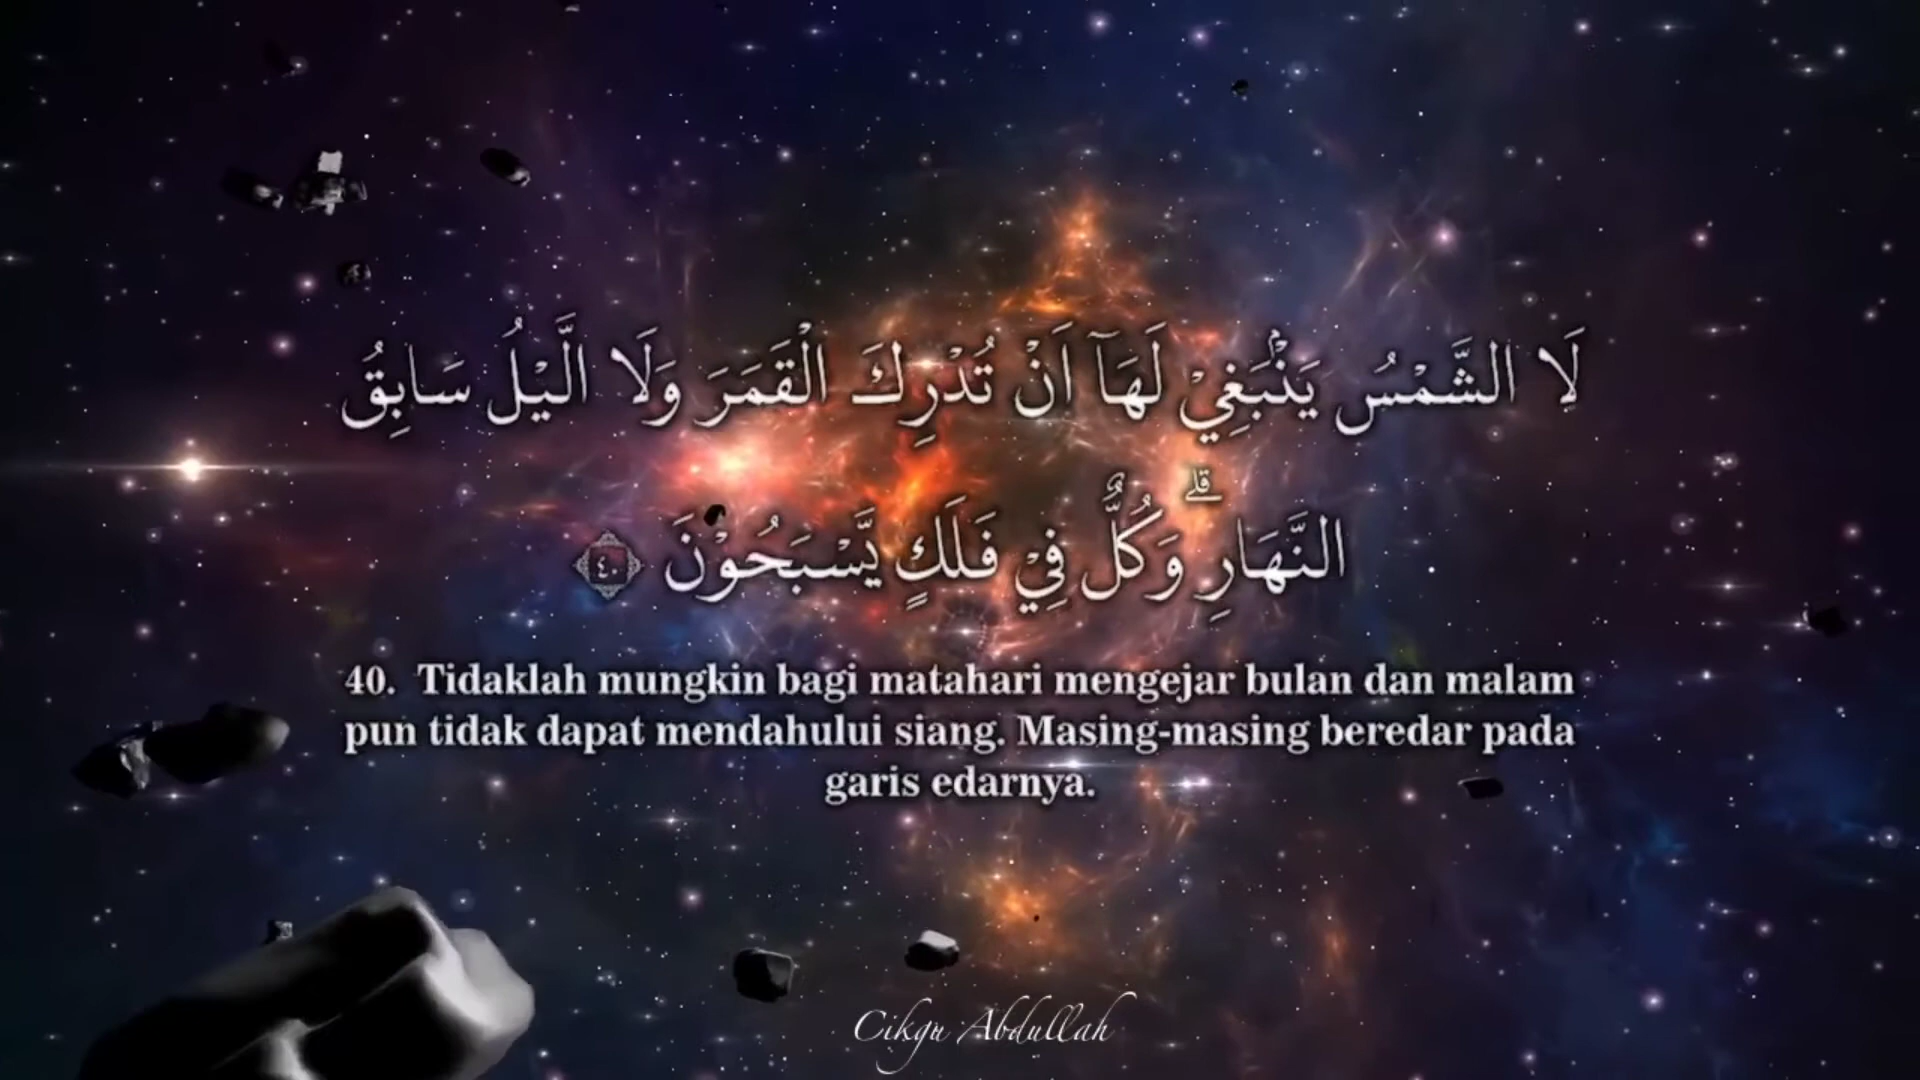 لَا الشَّمْسُ يَنْۢبَغِيْ لَهَآ اَنْ تُدْرِكَ الْقَمَرَ وَلَا الَّيْلُ سَابِقُ
النَّهَارِ ۗوَكُلٌّ فِيْ فَلَكٍ يَّسْبَحُوْنَ ٤٠
40. Tidaklah mungkin bagi matahari mengejar bulan dan malam
pun tidak dapat mendahului siang. Masing-masing beredar pada
garis edarnya.
Cikgu Abdullah